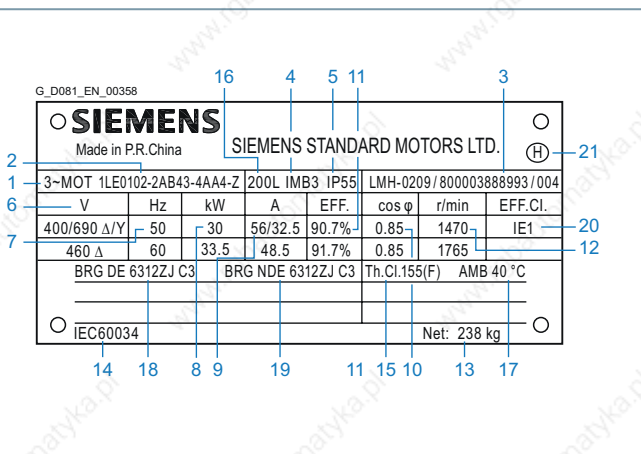 G_D081_EN_00358
16 4 5 11 3
SIEMENS
Made in P.R.China
SIEMENS STANDARD MOTORS LTD.
H 21
2
1 3~MOT 1LE0102-2AB43-4AA4-Z 200L IMB3 IP55 LMH-0209/800003888993/004
6 V Hz kW A EFF. cos φ r/min EFF.Cl.
400/690 Δ/Y 50 30 56/32.5 90.7% 0.85 1470 IE1 20
7 12
460 Δ 60 33.5 48.5 91.7% 0.85 1765
BRG DE 6312ZJ C3 BRG NDE 6312ZJ C3 Th.Cl.155(F) AMB 40 °C
IEC60034 Net: 238 kg
14 18 8 9 19 11 15 10 13 17